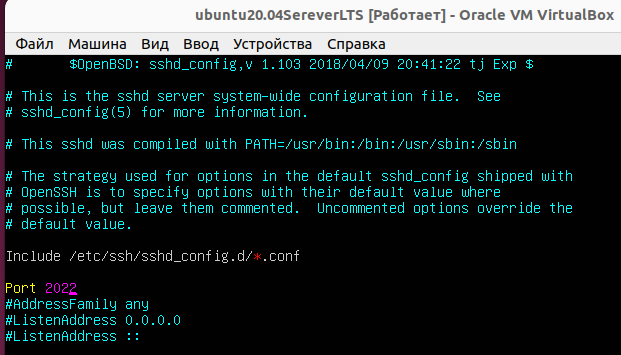 ubuntu20.04SereverLTS [Работает] - Oracle VM VirtualBox
Файл Машина Вид Ввод Устройства Справка
# $OpenBSD: sshd_config,v 1.103 2018/04/09 20:41:22 tj Exp $
# This is the sshd server system-wide configuration file. See
# sshd_config(5) for more information.
# This sshd was compiled with PATH=/usr/bin:/bin:/usr/sbin:/sbin
# The strategy used for options in the default sshd_config shipped with
# OpenSSH is to specify options with their default value where
# possible, but leave them commented. Uncommented options override the
# default value.
Include /etc/ssh/sshd_config.d/*.conf
Port 2022
#AddressFamily any
#ListenAddress 0.0.0.0
#ListenAddress ::